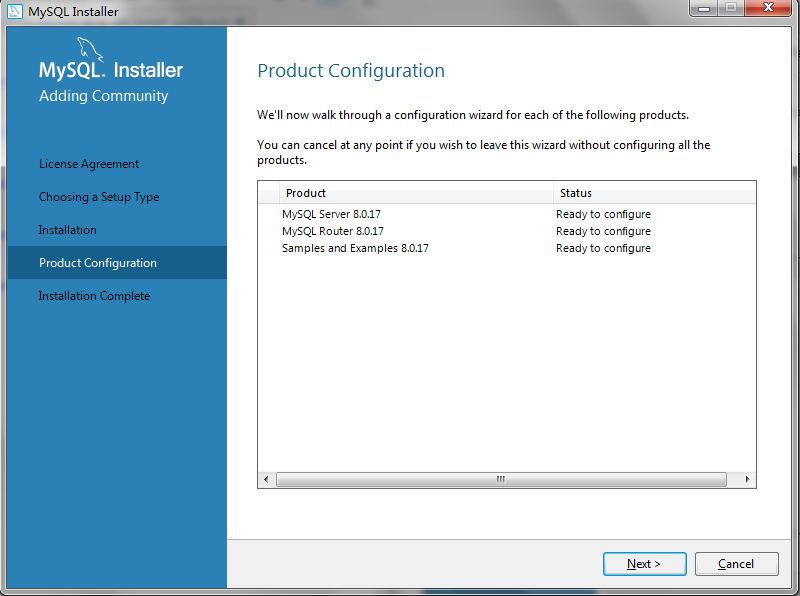 MySQL Installer
MySQL. Installer
Adding Community
License Agreement
Choosing a Setup Type
Installation
Product Configuration
Installation Complete
Product Configuration
We'll now walk through a configuration wizard for each of the following products.
You can cancel at any point if you wish to leave this wizard without configuring all the
products.
Product Status
MySQL Server 8.0.17 Ready to configure
MySQL Router 8.0.17 Ready to configure
Samples and Examples 8.0.17 Ready to configure
Next > Cancel